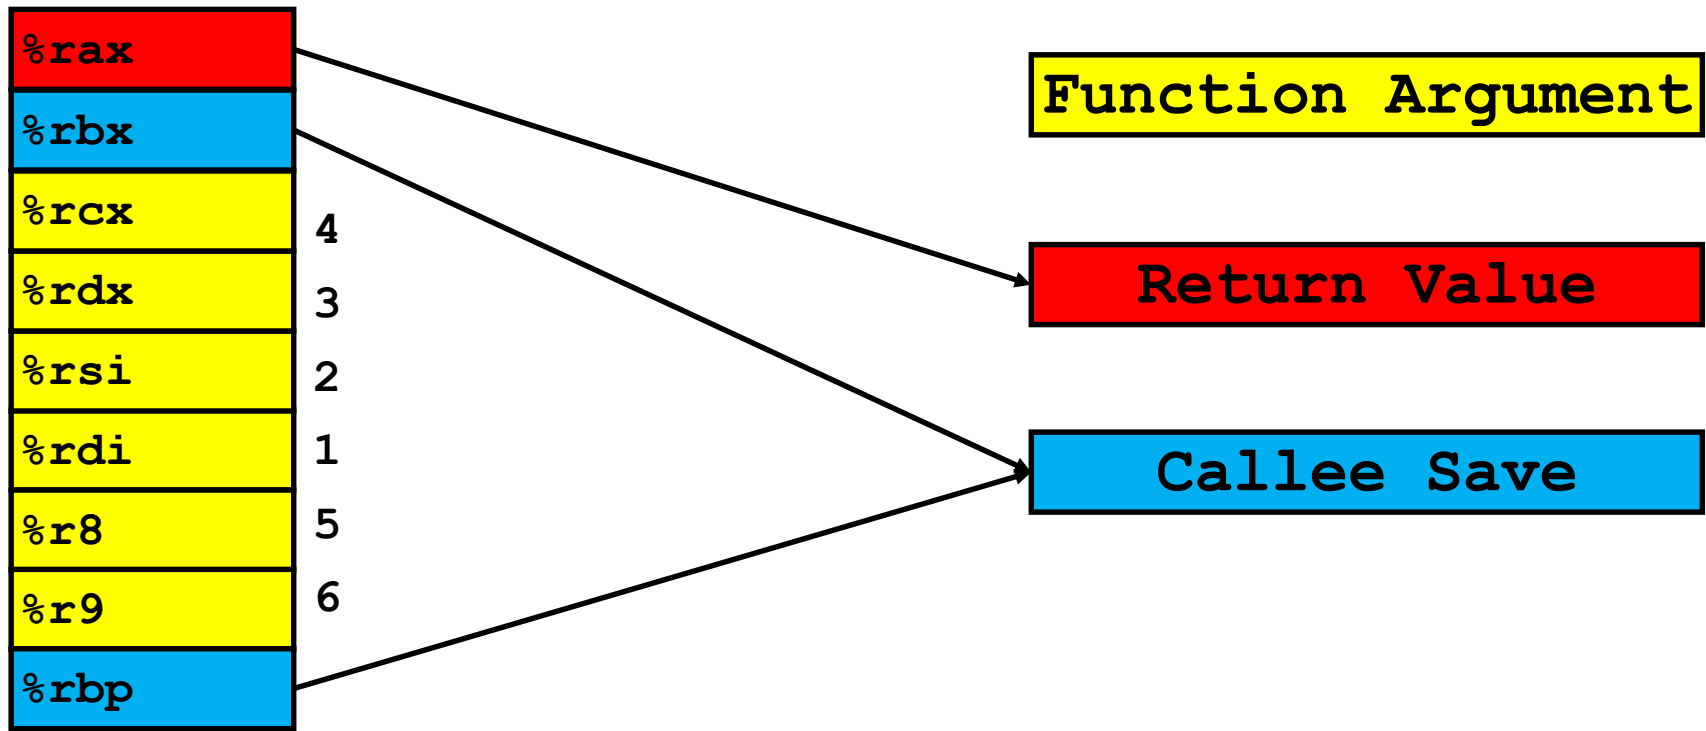 %rax
%rbx
%rcx
%rdx
%rsi
%rdi
%r8
%r9
%rbp
4
3
2
1
5
6
Function Argument
Return Value
Callee Save